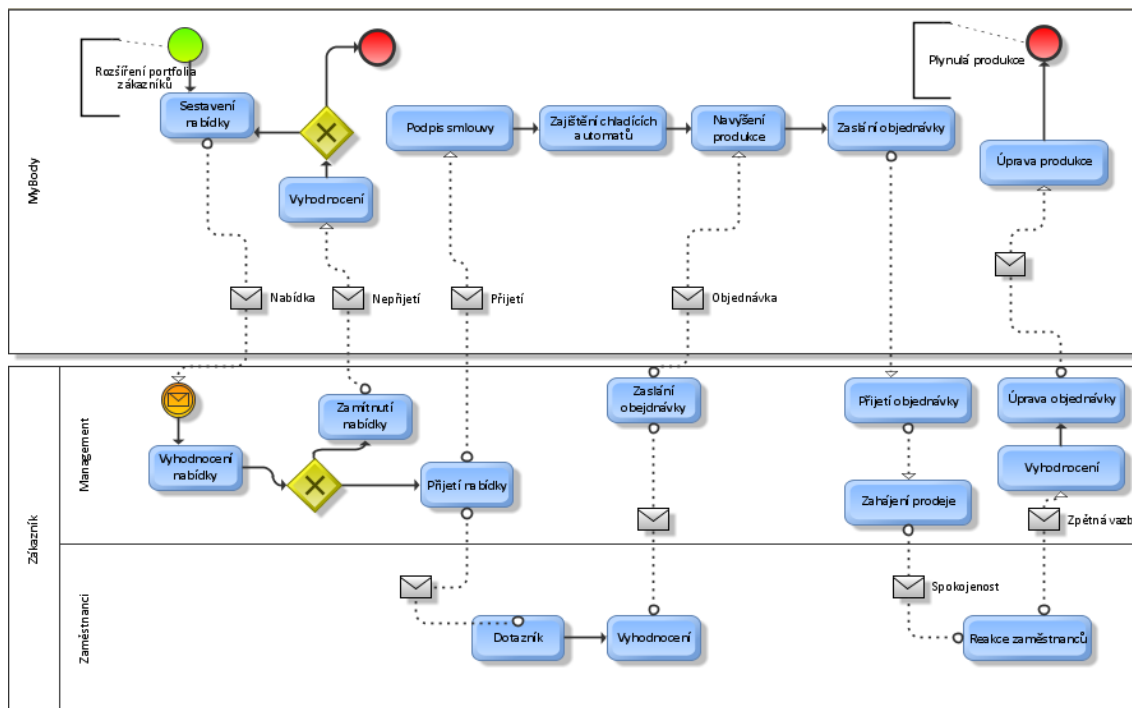 MyBody
Rozšíření portfolia
zákazníků
Sestavení
nabídky
Vyhodnocení
Podpis smlouvy
Zajištění chladících
automatů
Navýšení
produkce
Zaslání objednávky
Plynulá produkce
Úprava produkce
Nabídka
Nepřijetí
Přijetí
Objednávka
Zákazník
Management
Vyhodnocení
nabídky
Zamítnutí
nabídky
Přijetí nabídky
Zaslání
obejdnávky
Přijetí objednávky
Zahájení prodeje
Úprava objednávky
Vyhodnocení
Zpětná vazb
Zaměstnanci
Dotazník
Vyhodnocení
Spokojenost
Reakce zaměstnanců